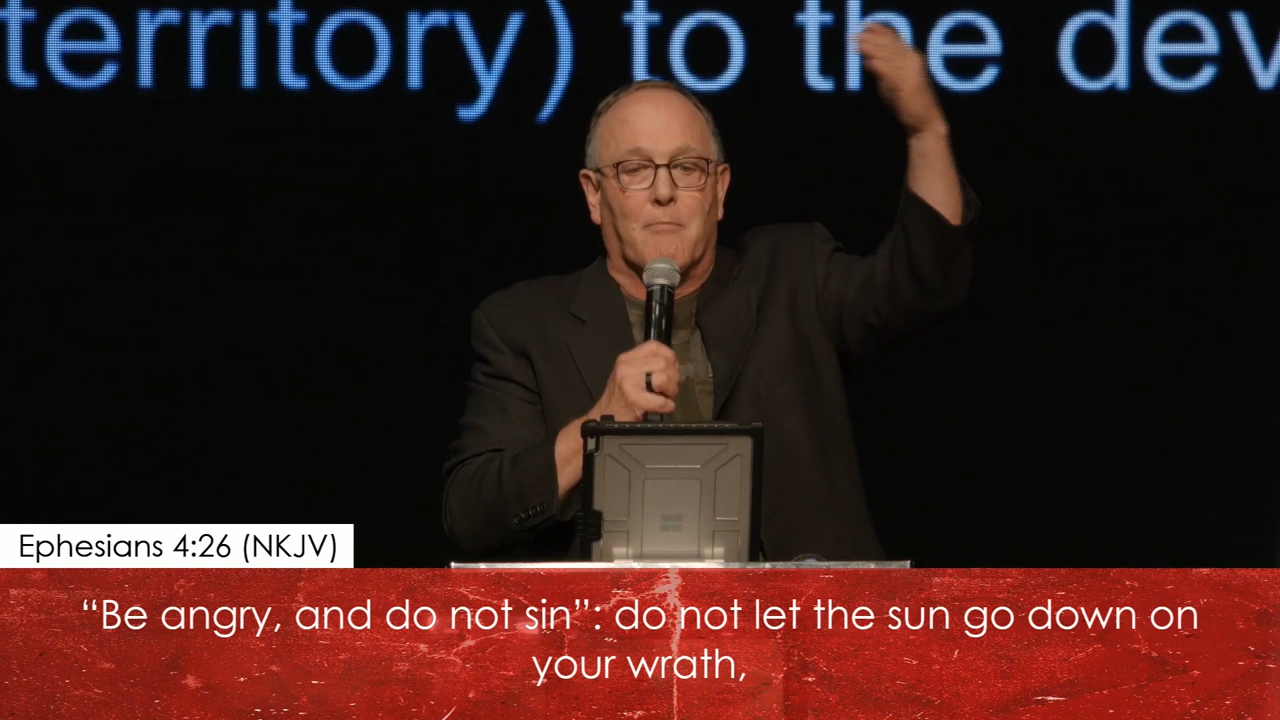 territory) to the dev
Ephesians 4:26 (NKJV)
“Be angry, and do not sin”: do not let the sun go down on
your wrath,